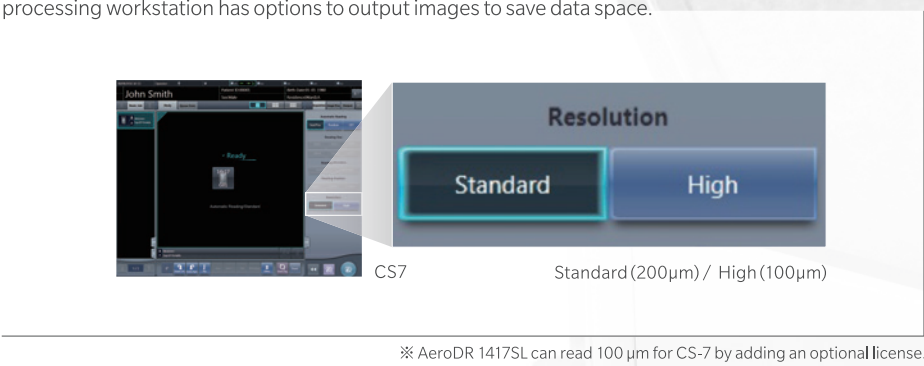 processing workstation has options to output images to save data space.
John Smith
Ready
Resolution
Standard High
CS7
Standard (200μm) / High (100μm)
※ AeroDR 1417SL can read 100 μm for CS-7 by adding an optional license.